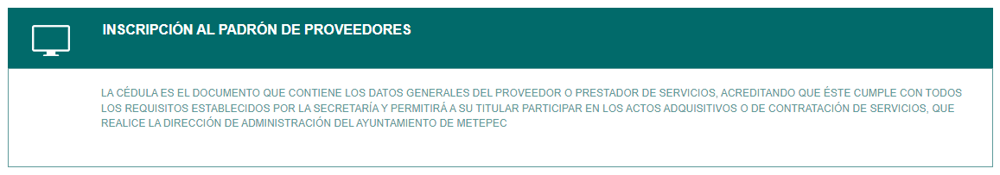 INSCRIPCIÓN AL PADRÓN DE PROVEEDORES
LA CÉDULA ES EL DOCUMENTO QUE CONTIENE LOS DATOS GENERALES DEL PROVEEDOR O PRESTADOR DE SERVICIOS, ACREDITANDO QUE ÉSTE CUMPLE CON TODOS
LOS REQUISITOS ESTABLECIDOS POR LA SECRETARÍA Y PERMITIRÁ A SU TITULAR PARTICIPAR EN LOS ACTOS ADQUISITIVOS O DE CONTRATACIÓN DE SERVICIOS, QUE
REALICE LA DIRECCIÓN DE ADMINISTRACIÓN DEL AYUNTAMIENTO DE METEPEC